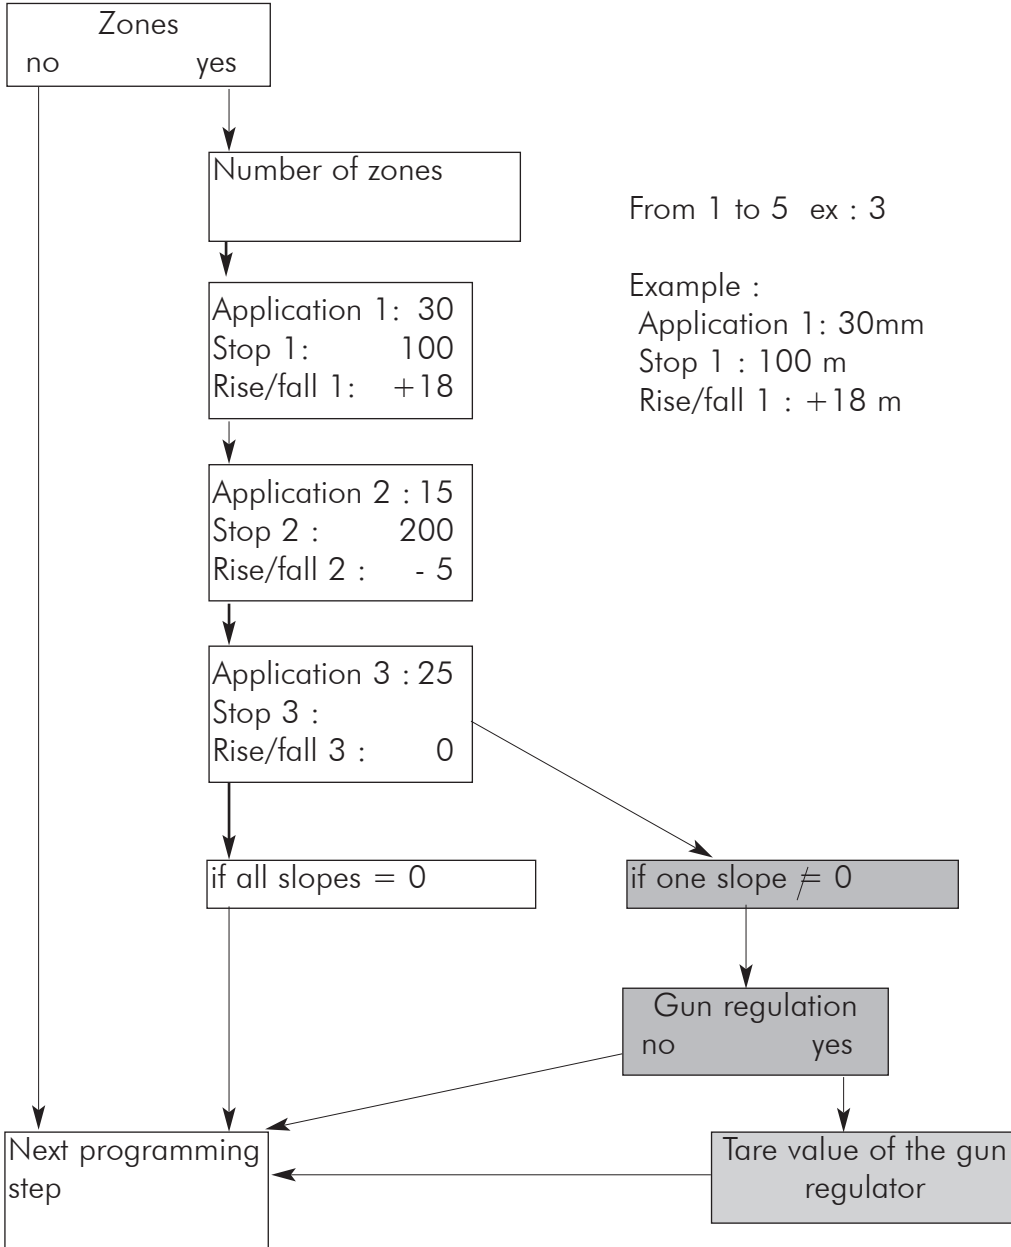 Zones
no yes
Number of zones
From 1 to 5 ex : 3
Example :
Application 1: 30mm
Stop 1 : 100 m
Rise/fall 1 : +18 m
Application 1: 30
Stop 1: 100
Rise/fall 1: +18
Application 2 : 15
Stop 2 : 200
Rise/fall 2 : - 5
Application 3 : 25
Stop 3 :
Rise/fall 3 : 0
if all slopes = 0
if one slope ≠ 0
Gun regulation
no yes
Next programming
step
Tare value of the gun
regulator